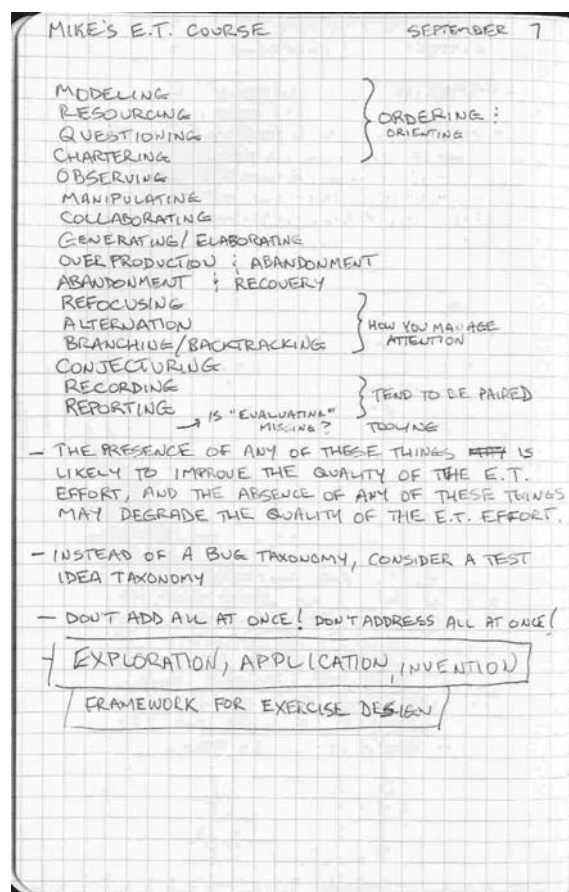 MIKE'S E.T. COURSE SEPTEMBER 7
MODELING
RESOURCING
QUESTIONING
CHARTERING
ORDERING &
ORIENTING
OBSERVING
MANIPULATING
COLLABORATING
GENERATING/ELABORATING
OVERPRODUCTION & ABANDONMENT
ABANDONMENT & RECOVERY
REFOCUSING
ALTERNATION
BRANCHING/BACKTRACKING
HOW YOU MANAGE
ATTENTION
CONJECTURING
RECORDING
REPORTING
TEND TO BE PAIRED
→ IS "EVALUATING"
MISSING?
TOOLING
- THE PRESENCE OF ANY OF THESE THINGS IS
LIKELY TO IMPROVE THE QUALITY OF THE E.T.
EFFORT, AND THE ABSENCE OF ANY OF THESE THINGS
MAY DEGRADE THE QUALITY OF THE E.T. EFFORT.
- INSTEAD OF A BUG TAXONOMY, CONSIDER A TEST
IDEA TAXONOMY
- DON'T ADD ALL AT ONCE! DON'T ADDRESS ALL AT ONCE!
- EXPLORATION, APPLICATION, INVENTION
FRAMEWORK FOR EXERCISE DESIGN